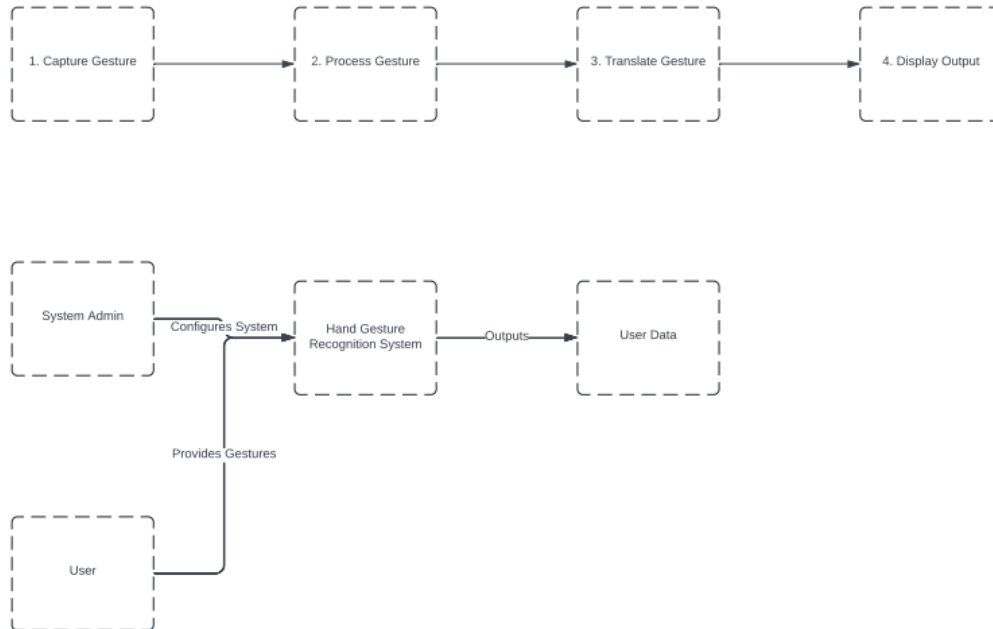 1. Capture Gesture
2. Process Gesture
3. Translate Gesture
4. Display Output
System Admin
Configures System
Hand Gesture
Recognition System
Outputs
User Data
Provides Gestures
User